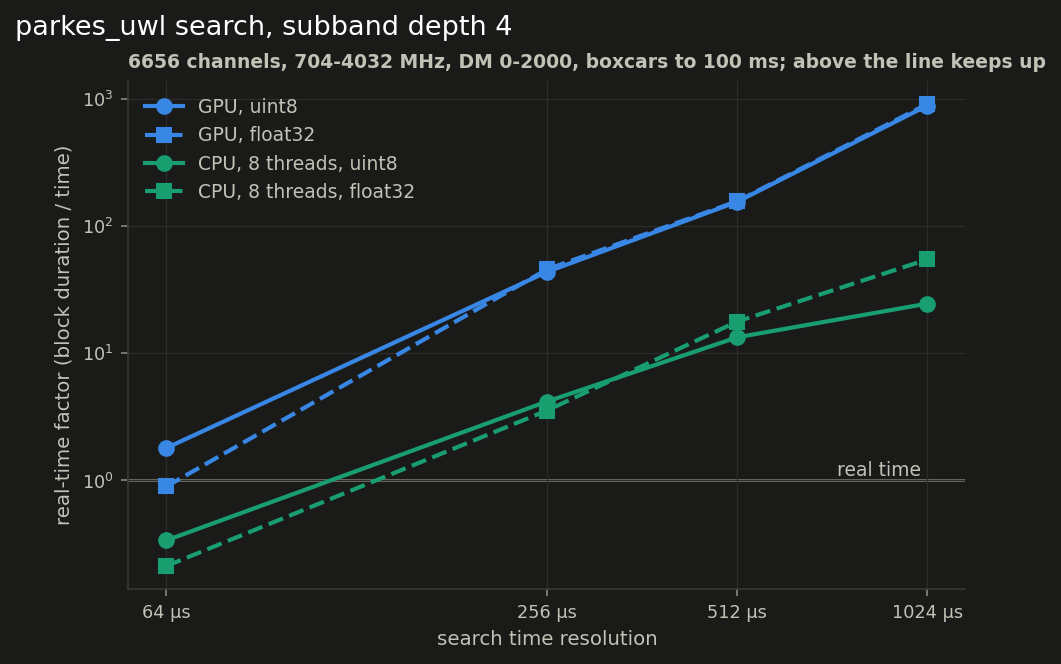 parkes_uwl search, subband depth 4
6656 channels, 704-4032 MHz, DM 0-2000, boxcars to 100 ms; above the line keeps up
GPU, uint8
GPU, float32
CPU, 8 threads, uint8
CPU, 8 threads, float32
real-time factor (block duration / time)
10³
10²
10¹
10⁰
real time
64 µs
256 µs
512 µs
1024 µs
search time resolution